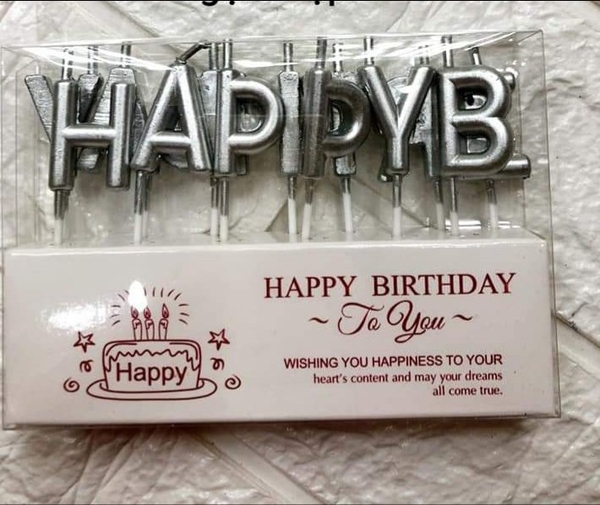 HAPPYB
HAPPY BIRTHDAY
~ To You ~
Happy
WISHING YOU HAPPINESS TO YOUR
heart's content and may your dreams
all come true.